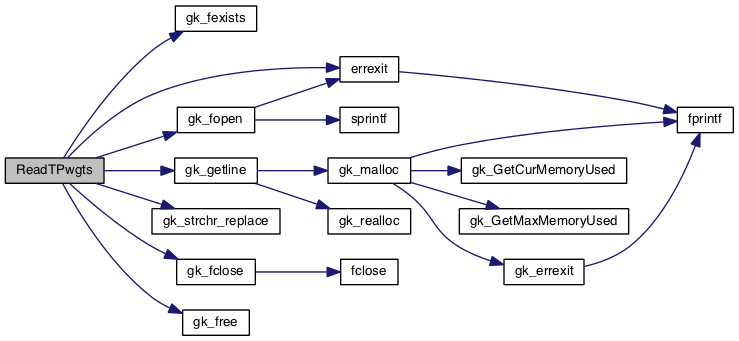 gk_fexists
errexit
gk_fopen
sprintf
fprintf
ReadTPwgts
gk_getline
gk_malloc
gk_GetCurMemoryUsed
gk_strchr_replace
gk_realloc
gk_GetMaxMemoryUsed
gk_fclose
fclose
gk_errexit
gk_free